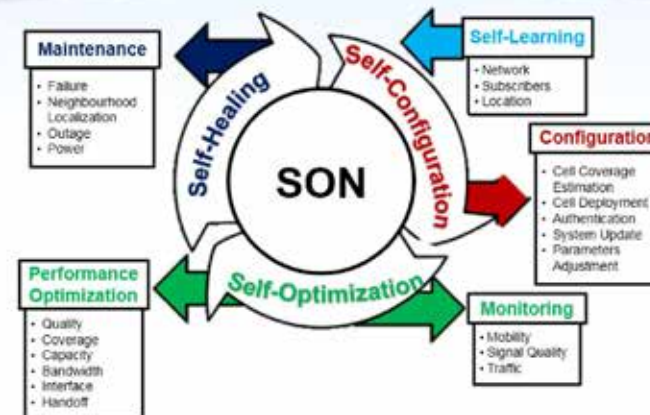 Maintenance
• Failure
• Neighbourhood
Localization
• Outage
• Power
Self-Learning
• Network
• Subscribers
• Location
Self-Healing
Self-Configuration
SON
Self-Optimization
Configuration
• Cell Coverage
Estimation
• Cell Deployment
• Authentication
• System Update
• Parameters
Adjustment
Performance
Optimization
• Quality
• Coverage
• Capacity
• Bandwidth
• Interface
• Handoff
Monitoring
• Mobility
• Signal Quality
• Traffic